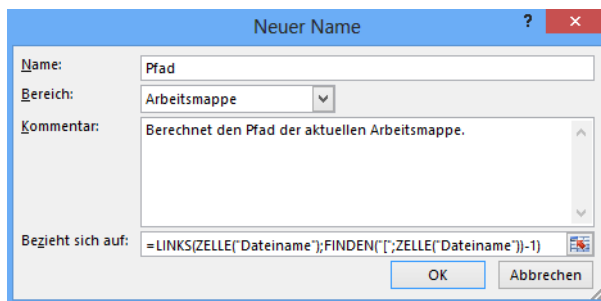 Neuer Name
? ×
Name: Pfad
Bereich: Arbeitsmappe
Kommentar: Berechnet den Pfad der aktuellen Arbeitsmappe.
Bezieht sich auf: =LINKS(ZELLE("Dateiname");FINDEN("[";ZELLE("Dateiname"))-1)
OK Abbrechen